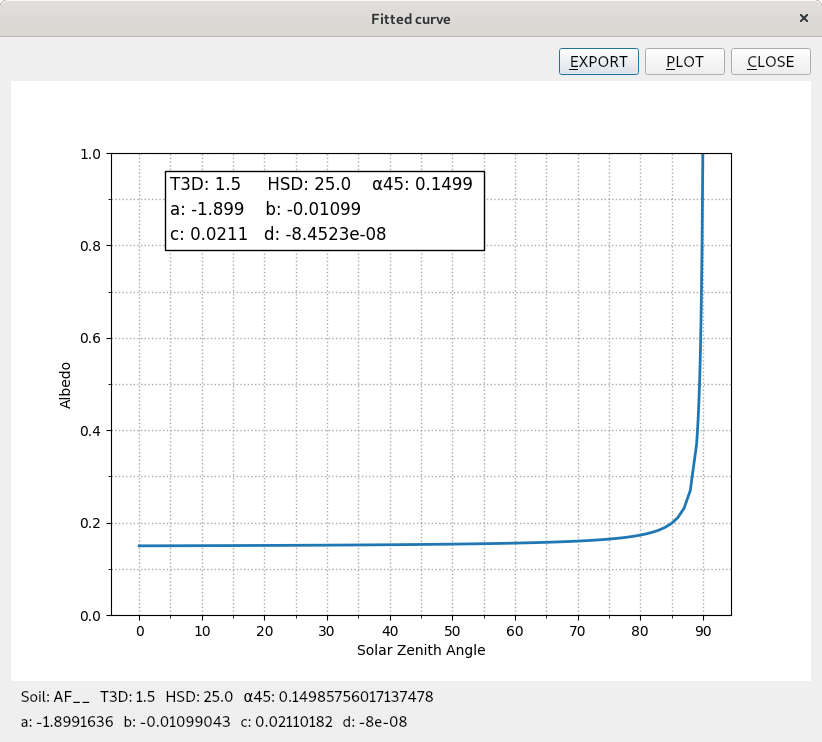 Fitted curve ×
EXPORT PLOT CLOSE
1.0
T3D: 1.5 HSD: 25.0 α45: 0.1499
a: -1.899 b: -0.01099
c: 0.0211 d: -8.4523e-08
0.8
0.6
Albedo
0.4
0.2
0.0
0 10 20 30 40 50 60 70 80 90
Solar Zenith Angle
Soil: AF__ T3D: 1.5 HSD: 25.0 α45: 0.14985756017137478
a: -1.8991636 b: -0.01099043 c: 0.02110182 d: -8e-08